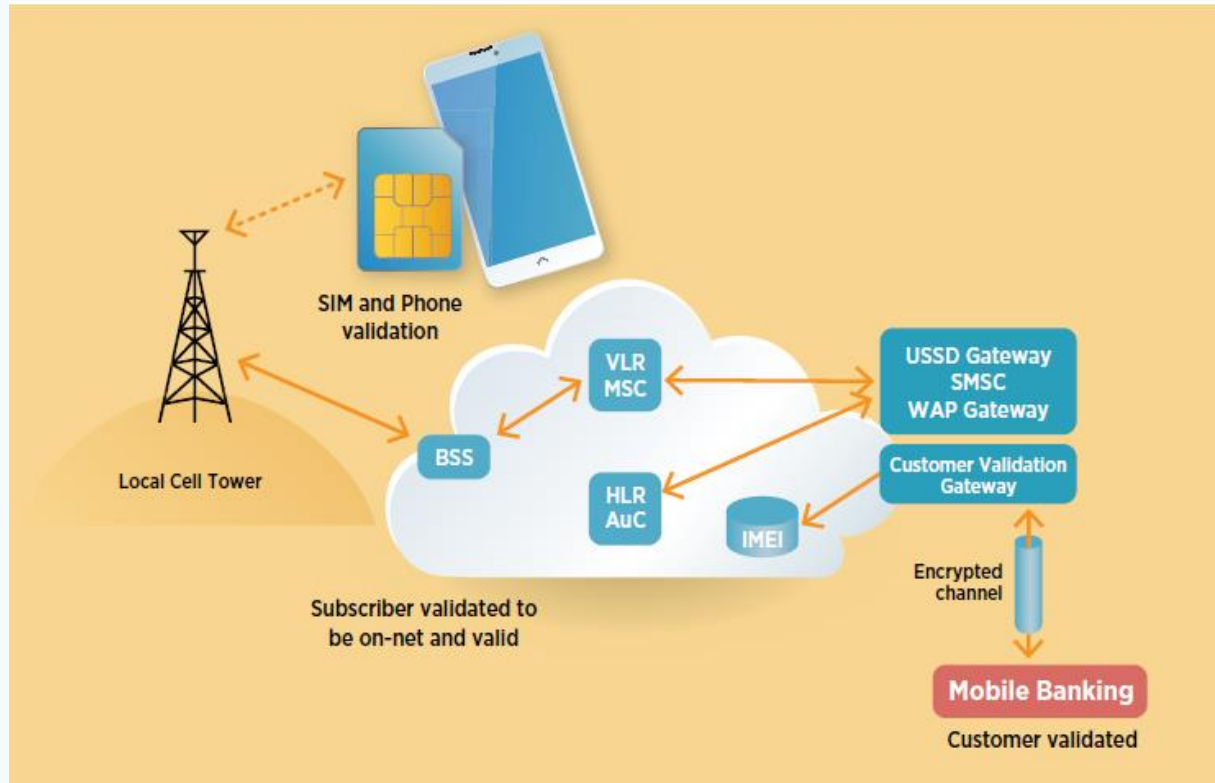 SIM and Phone
validation
Local Cell Tower
BSS
VLR
MSC
HLR
AuC
IMEI
USSD Gateway
SMSC
WAP Gateway
Customer Validation
Gateway
Encrypted
channel
Subscriber validated to
be on-net and valid
Mobile Banking
Customer validated